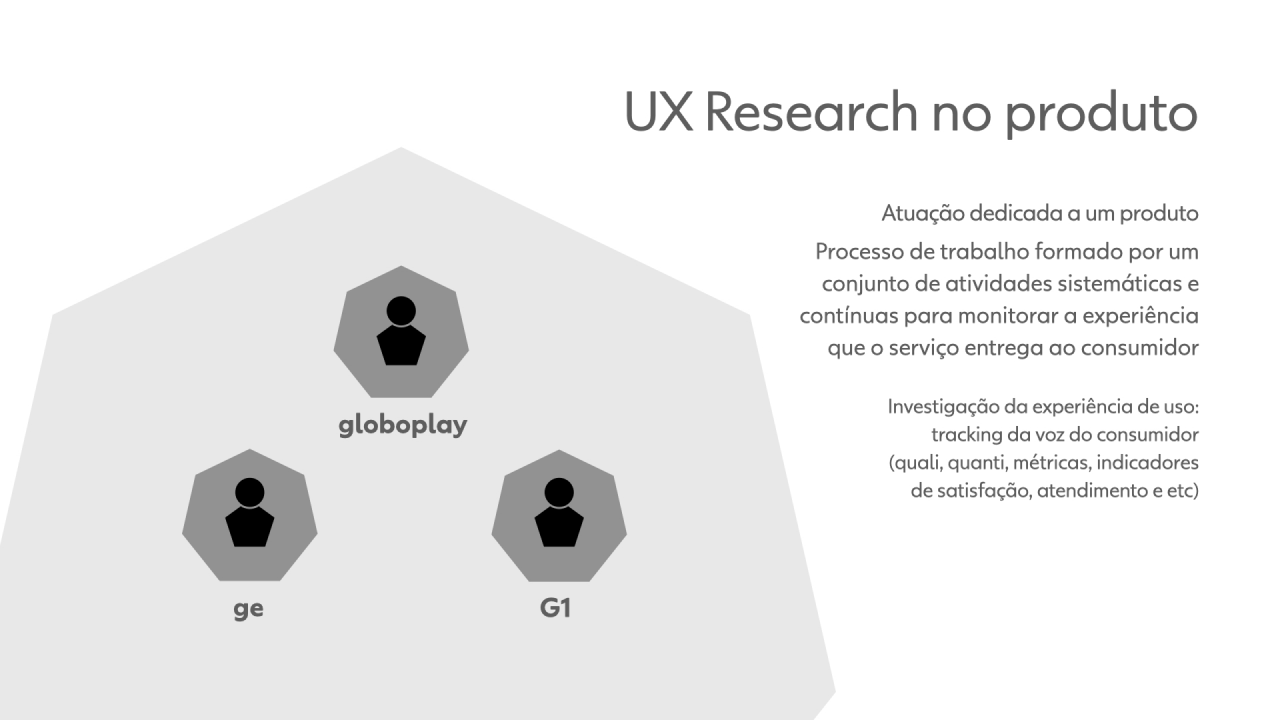 UX Research no produto
Atuação dedicada a um produto
Processo de trabalho formado por um
conjunto de atividades sistemáticas e
contínuas para monitorar a experiência
que o serviço entrega ao consumidor
Investigação da experiência de uso:
tracking da voz do consumidor
(quali, quanti, métricas, indicadores
de satisfação, atendimento e etc)
globoplay
ge
G1